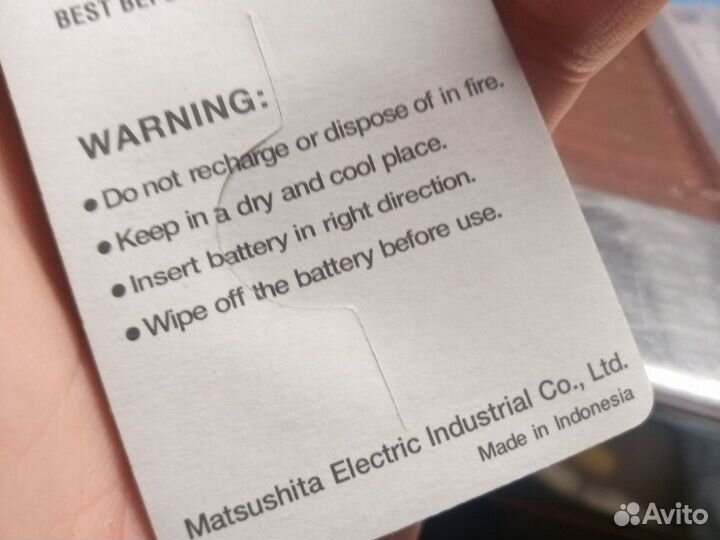 BEST
WARNING:
● Do not recharge or dispose of in fire.
● Keep in a dry and cool place.
● Insert battery in right direction.
● Wipe off the battery before use.
Matsushita Electric Industrial Co., Ltd.
Made in Indonesia
Avito